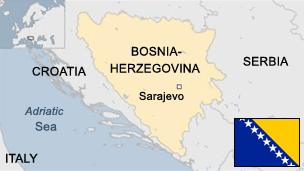 BOSNIA-
HERZEGOVINA
CROATIA
SERBIA
Sarajevo
Adriatic
Sea
ITALY